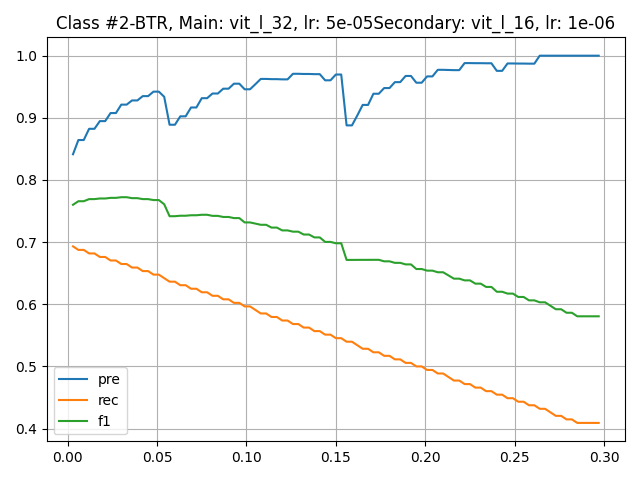 Class #2-BTR, Main: vit_l_32, lr: 5e-05Secondary: vit_l_16, lr: 1e-06
1.0
0.9
0.8
0.7
0.6
0.5
0.4
pre
rec
f1
0.00 0.05 0.10 0.15 0.20 0.25 0.30